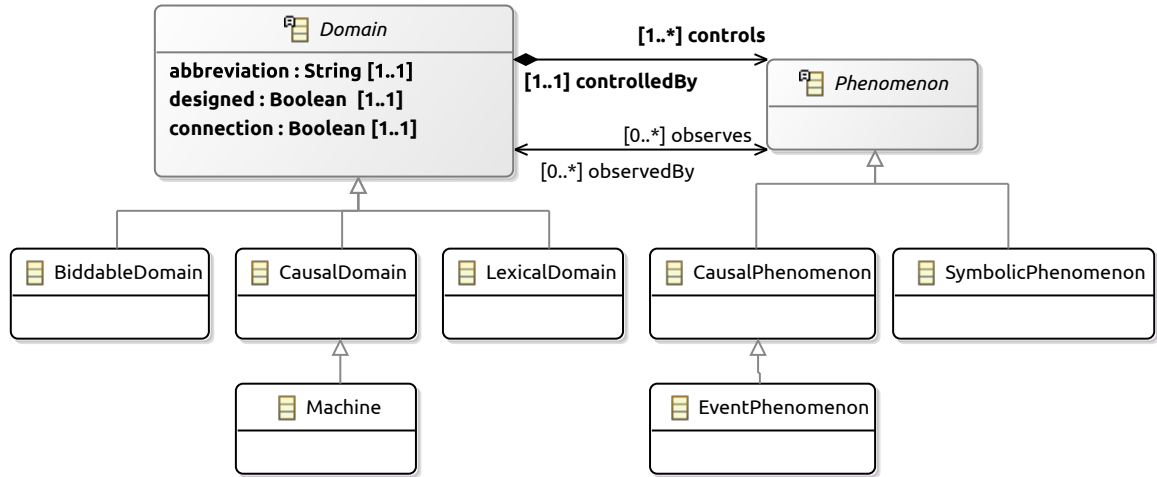 Domain
abbreviation : String [1..1]
designed : Boolean [1..1]
connection : Boolean [1..1]
[1..*] controls
[1..1] controlledBy
Phenomenon
[0..*] observes
[0..*] observedBy
BiddableDomain
CausalDomain
LexicalDomain
CausalPhenomenon
SymbolicPhenomenon
Machine
EventPhenomenon